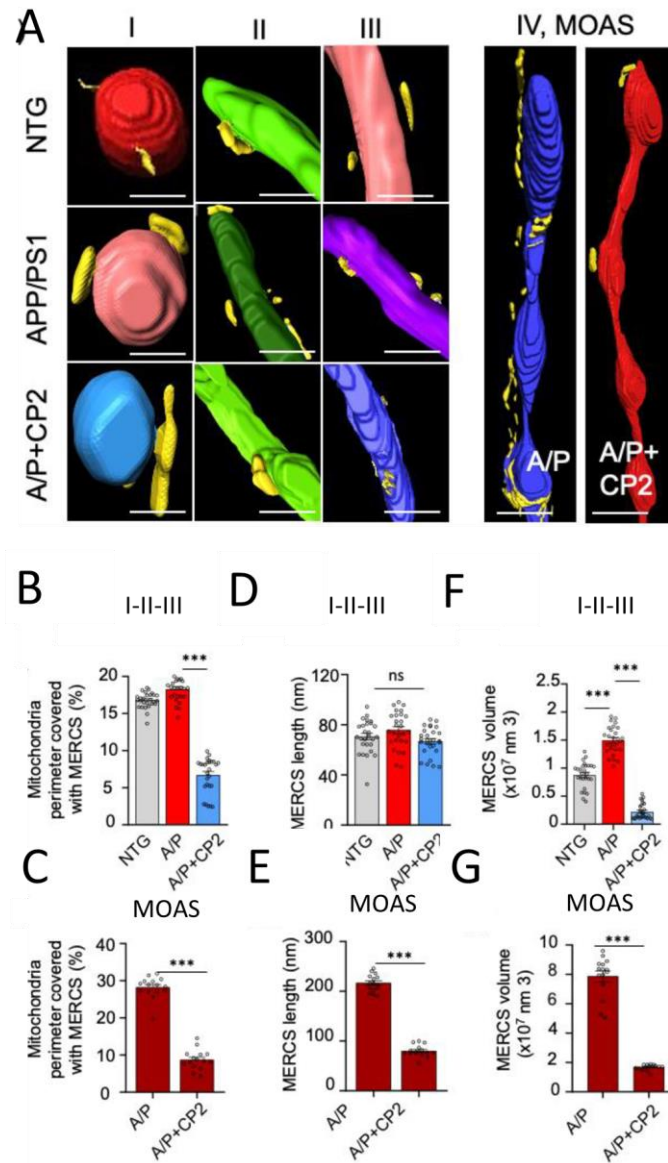 A
I II III IV, MOAS
NTG
APP/PS1
A/P+CP2
A/P
A/P+
CP2
B D F
I-II-III I-II-III I-II-III
Mitochondria
perimeter covered
with MERCS (%)
20
15
10
5
0
***
NTG A/P A/P+CP2
MERCS length (nm)
120
80
40
0
ns
NTG A/P A/P+CP2
MERCS volume
(x10⁷ nm 3)
2.5
2
1.5
1
0.5
0
*** ***
NTG A/P A/P+CP2
C E G
MOAS MOAS MOAS
Mitochondria
perimeter covered
with MERCS (%)
40
30
20
10
0
***
A/P A/P+CP2
MERCS length (nm)
300
200
100
0
***
A/P A/P+CP2
MERCS volume
(x10⁷ nm 3)
10
8
6
4
2
0
***
A/P A/P+CP2